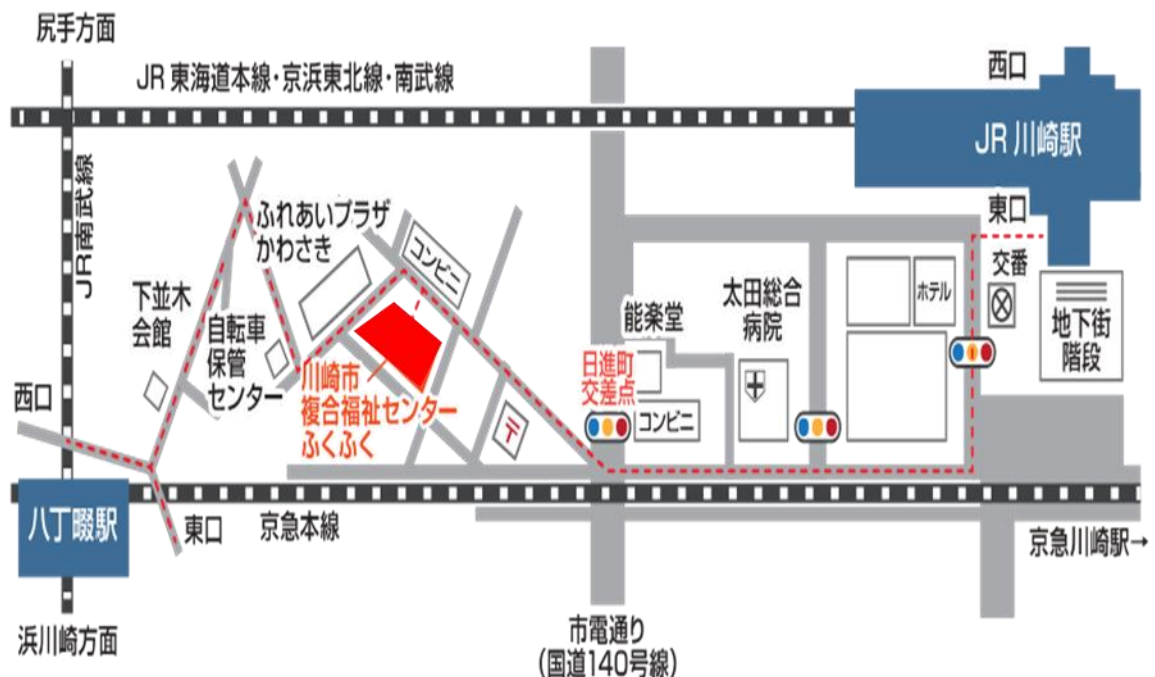 尻手方面
JR 東海道本線・京浜東北線・南武線
西口
JR 川崎駅
JR南武線
東口
ふれあいプラザ
かわさき
コンビニ
交番
下並木
会館
自転車
保管
センター
能楽堂
太田総合
病院
ホテル
地下街
階段
川崎市
複合福祉センター
ふくふく
日進町
交差点
コンビニ
〒
西口
八丁畷駅
東口
京急本線
京急川崎駅→
浜川崎方面
市電通り
(国道140号線)